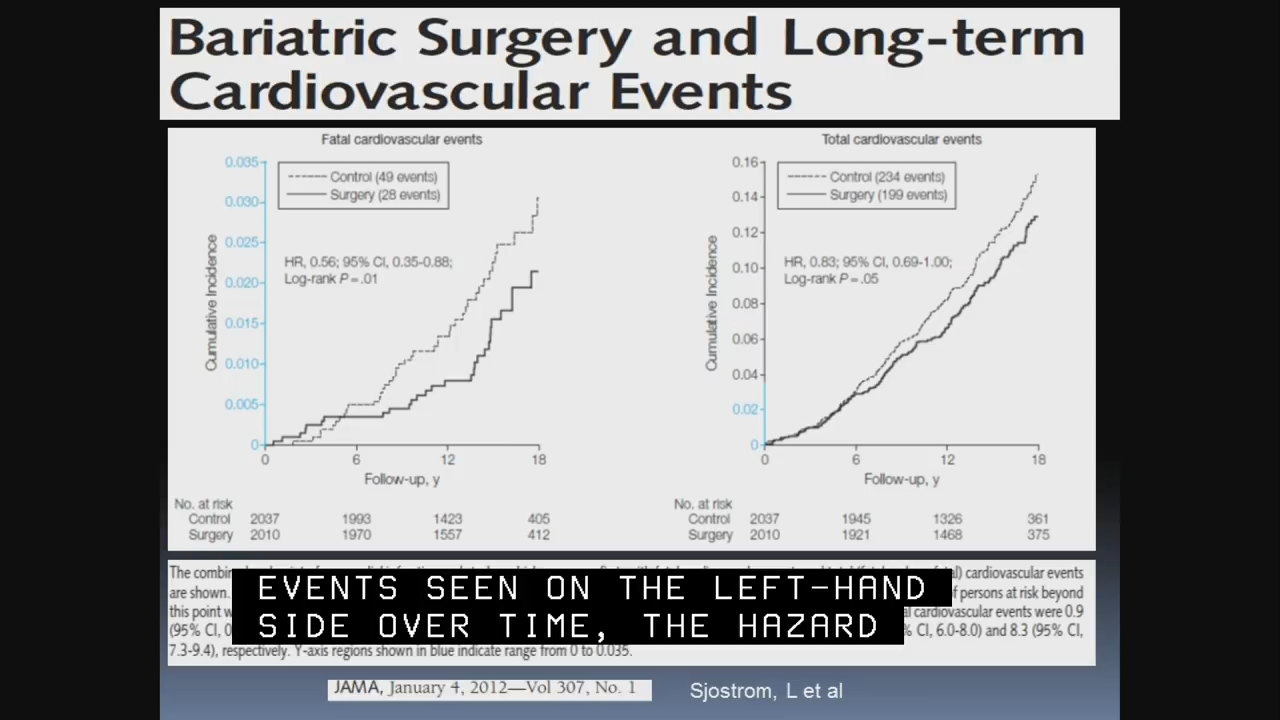 Bariatric Surgery and Long-term
Cardiovascular Events
Fatal cardiovascular events
0.035
0.030
0.025
0.020
0.015
0.010
0.005
0
Cumulative Incidence
Control (49 events)
Surgery (28 events)
HR, 0.56; 95% CI, 0.35-0.88;
Log-rank P=.01
0 6 12 18
Follow-up, y
No. at risk
Control 2037 1993 1423 405
Surgery 2010 1970 1557 412
Total cardiovascular events
0.16
0.14
0.12
0.10
0.08
0.06
0.04
0.02
0
Cumulative Incidence
Control (234 events)
Surgery (199 events)
HR, 0.83; 95% CI, 0.69-1.00;
Log-rank P=.05
0 6 12 18
Follow-up, y
No. at risk
Control 2037 1945 1326 361
Surgery 2010 1921 1468 375
The cardiovascular events
are shown. of persons at risk beyond
this point cardiovascular events were 0.9
(95% CI, CI, 6.0-8.0) and 8.3 (95% CI,
7.3-9.4), respectively. Y-axis regions shown in blue indicate range from 0 to 0.035.
EVENTS SEEN ON THE LEFT-HAND
SIDE OVER TIME, THE HAZARD
JAMA, January 4, 2012—Vol 307, No. 1
Sjostrom, L et al